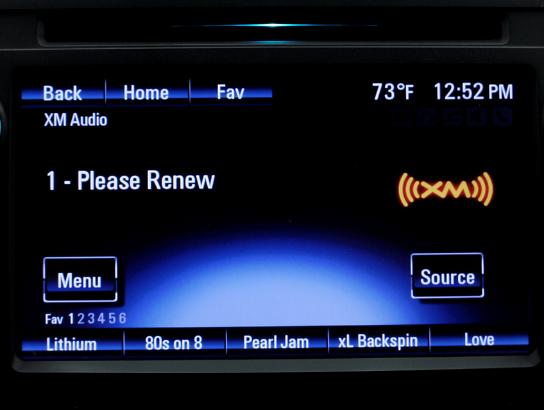 Back Home Fav 73°F 12:52 PM
XM Audio
1 - Please Renew
XM
Menu Source
Fav 1 2 3 4 5 6
Lithium 80s on 8 Pearl Jam xL Backspin Love